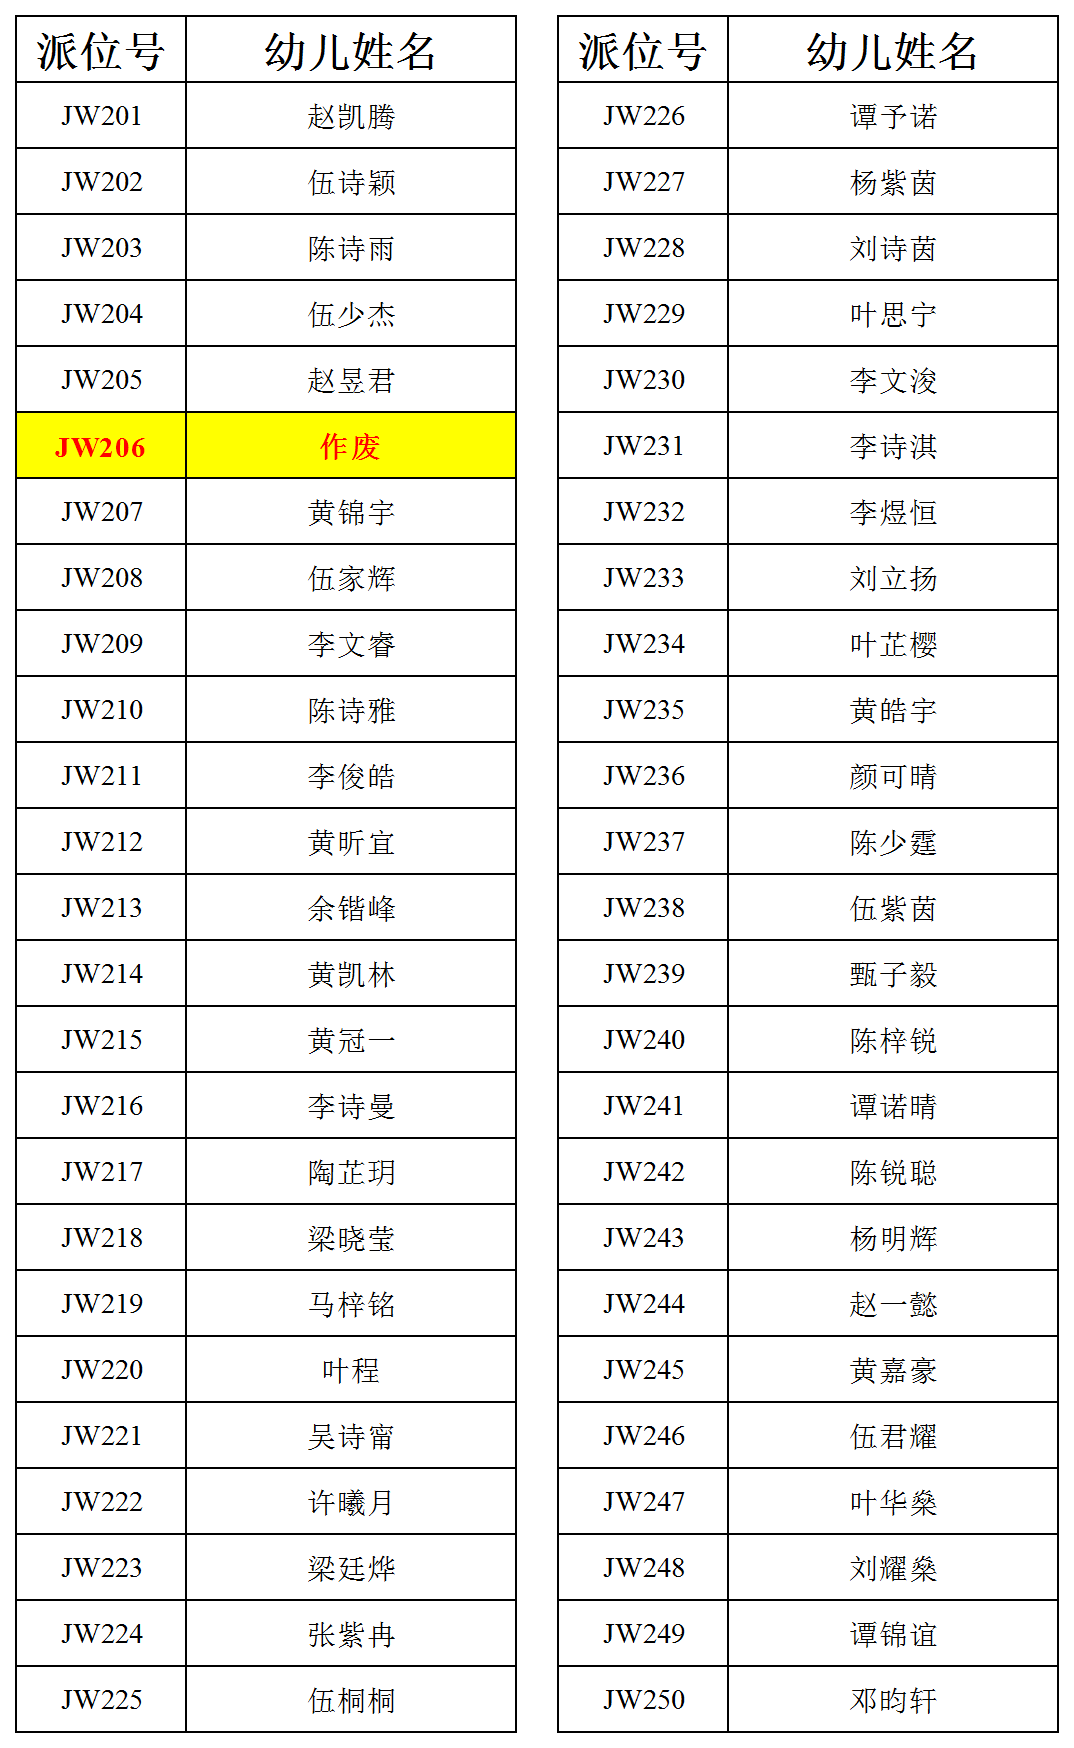 派位号 幼儿姓名
JW201 赵凯腾
JW202 伍诗颖
JW203 陈诗雨
JW204 伍少杰
JW205 赵昱君
JW206 作废
JW207 黄锦宇
JW208 伍家辉
JW209 李文睿
JW210 陈诗雅
JW211 李俊皓
JW212 黄昕宜
JW213 余锴峰
JW214 黄凯林
JW215 黄冠一
JW216 李诗曼
JW217 陶芷玥
JW218 梁晓莹
JW219 马梓铭
JW220 叶程
JW221 吴诗甯
JW222 许曦月
JW223 梁廷烨
JW224 张紫冉
JW225 伍桐桐
派位号 幼儿姓名
JW226 谭予诺
JW227 杨紫茵
JW228 刘诗茵
JW229 叶思宁
JW230 李文浚
JW231 李诗淇
JW232 李煜恒
JW233 刘立扬
JW234 叶芷樱
JW235 黄皓宇
JW236 颜可晴
JW237 陈少霆
JW238 伍紫茵
JW239 甄子毅
JW240 陈梓锐
JW241 谭诺晴
JW242 陈锐聪
JW243 杨明辉
JW244 赵一懿
JW245 黄嘉豪
JW246 伍君耀
JW247 叶华燊
JW248 刘耀燊
JW249 谭锦谊
JW250 邓昀轩